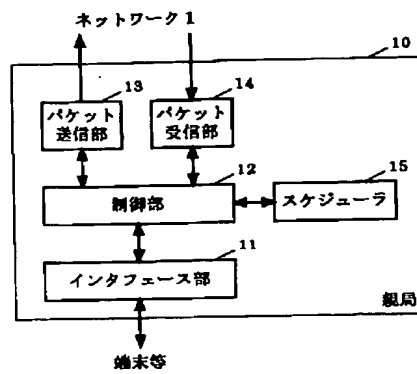 ネットワーク1
10
13
14
パケット
送信部
パケット
受信部
12
15
制御部
スケジューラ
11
インタフェース部
親局
端末等